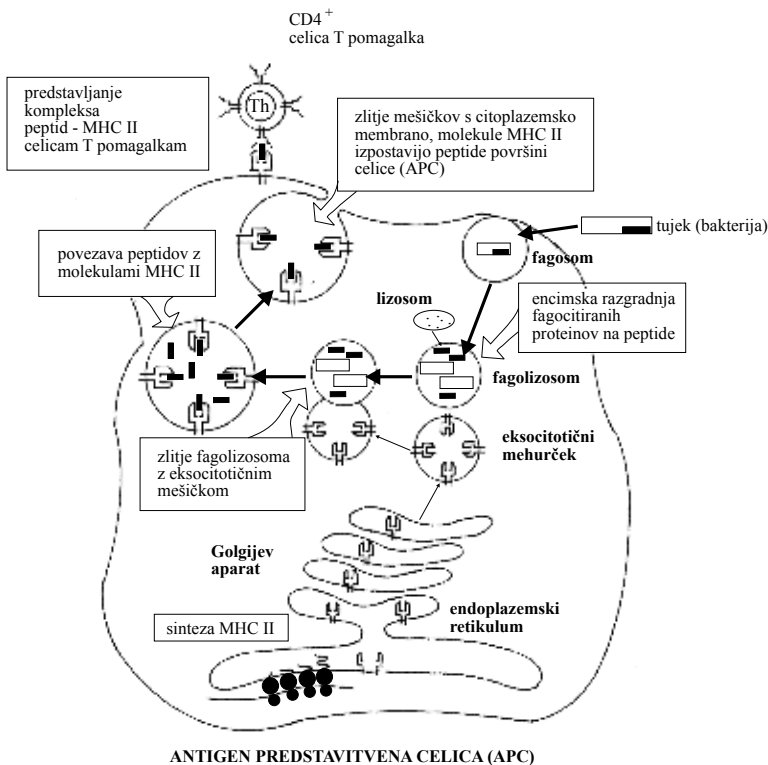 CD4 +
celica T pomagalka
predstavljanje
kompleksa
peptid - MHC II
celicam T pomagalkam
Th
zlitje mešičkov s citoplazemsko
membrano, molekule MHC II
izpostavijo peptide površini
celice (APC)
tujek (bakterija)
fagosom
povezava peptidov z
molekulami MHC II
lizosom
encimska razgradnja
fagocitiranih
proteinov na peptide
fagolizosom
eksocitotični
mehurček
zlitje fagolizosoma
z eksocitotičnim
mešičkom
Golgijev
aparat
endoplazemski
retikulum
sinteza MHC II
ANTIGEN PREDSTAVITVENA CELICA (APC)